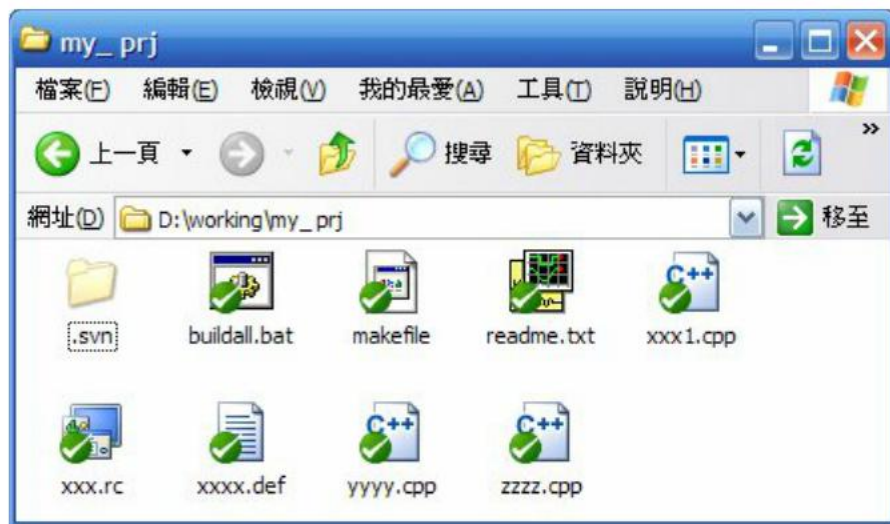 my_ prj
檔案(F) 編輯(E) 檢視(V) 我的最愛(A) 工具(T) 說明(H)
上一頁 搜尋 資料夾 »
網址(D) D:\working\my_ prj 移至
.svn buildall.bat makefile readme.txt xxx1.cpp
xxx.rc xxxx.def yyyy.cpp zzzz.cpp
C++
C++ C++